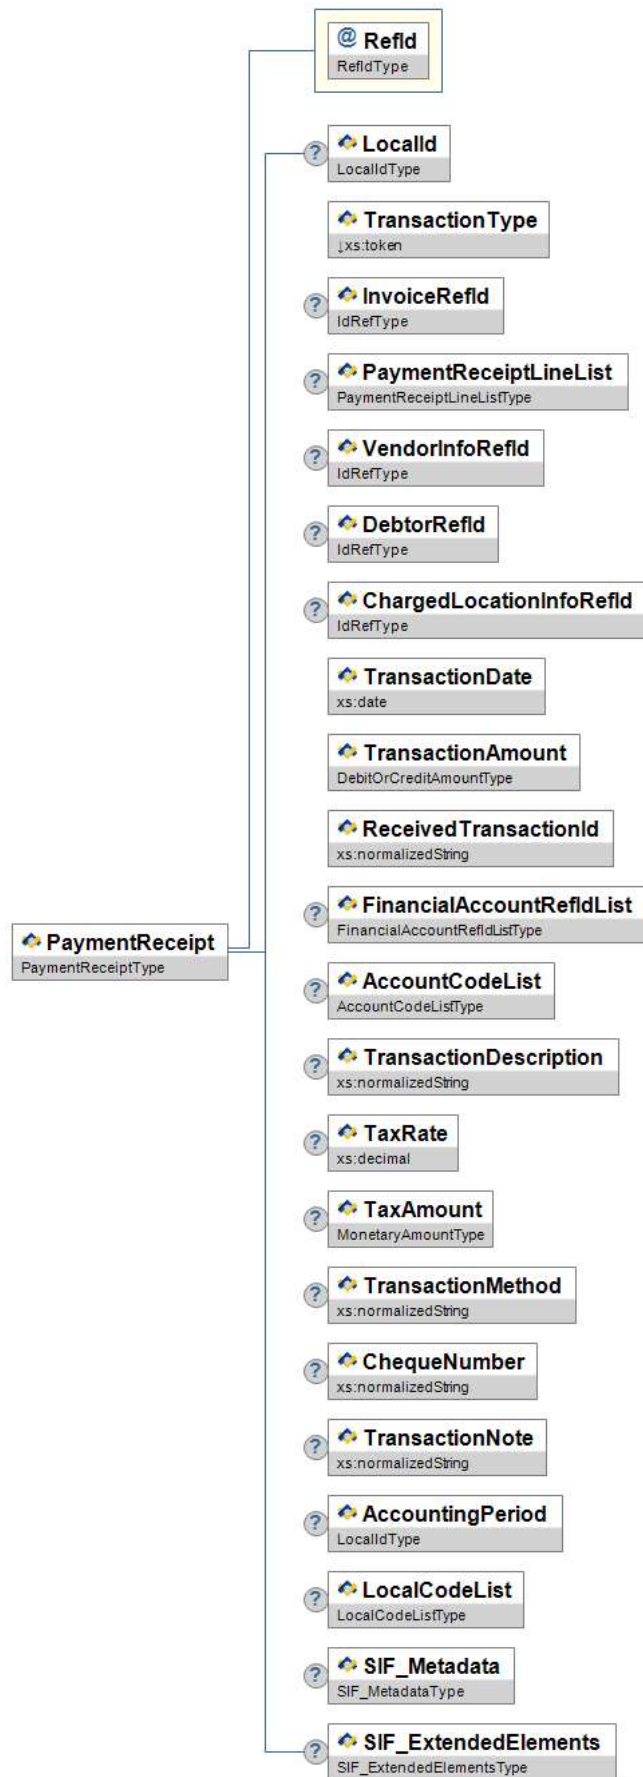 @ RefId
RefIdType
? LocalId
LocalIdType
TransactionType
↓xs:token
? InvoiceRefId
IdRefType
? PaymentReceiptLineList
PaymentReceiptLineListType
? VendorInfoRefId
IdRefType
? DebtorRefId
IdRefType
? ChargedLocationInfoRefId
IdRefType
TransactionDate
xs:date
TransactionAmount
DebitOrCreditAmountType
ReceivedTransactionId
xs:normalizedString
? FinancialAccountRefIdList
FinancialAccountRefIdListType
PaymentReceipt
PaymentReceiptType
? AccountCodeList
AccountCodeListType
? TransactionDescription
xs:normalizedString
? TaxRate
xs:decimal
? TaxAmount
MonetaryAmountType
? TransactionMethod
xs:normalizedString
? ChequeNumber
xs:normalizedString
? TransactionNote
xs:normalizedString
? AccountingPeriod
LocalIdType
? LocalCodeList
LocalCodeListType
? SIF_Metadata
SIF_MetadataType
? SIF_ExtendedElements
SIF_ExtendedElementsType